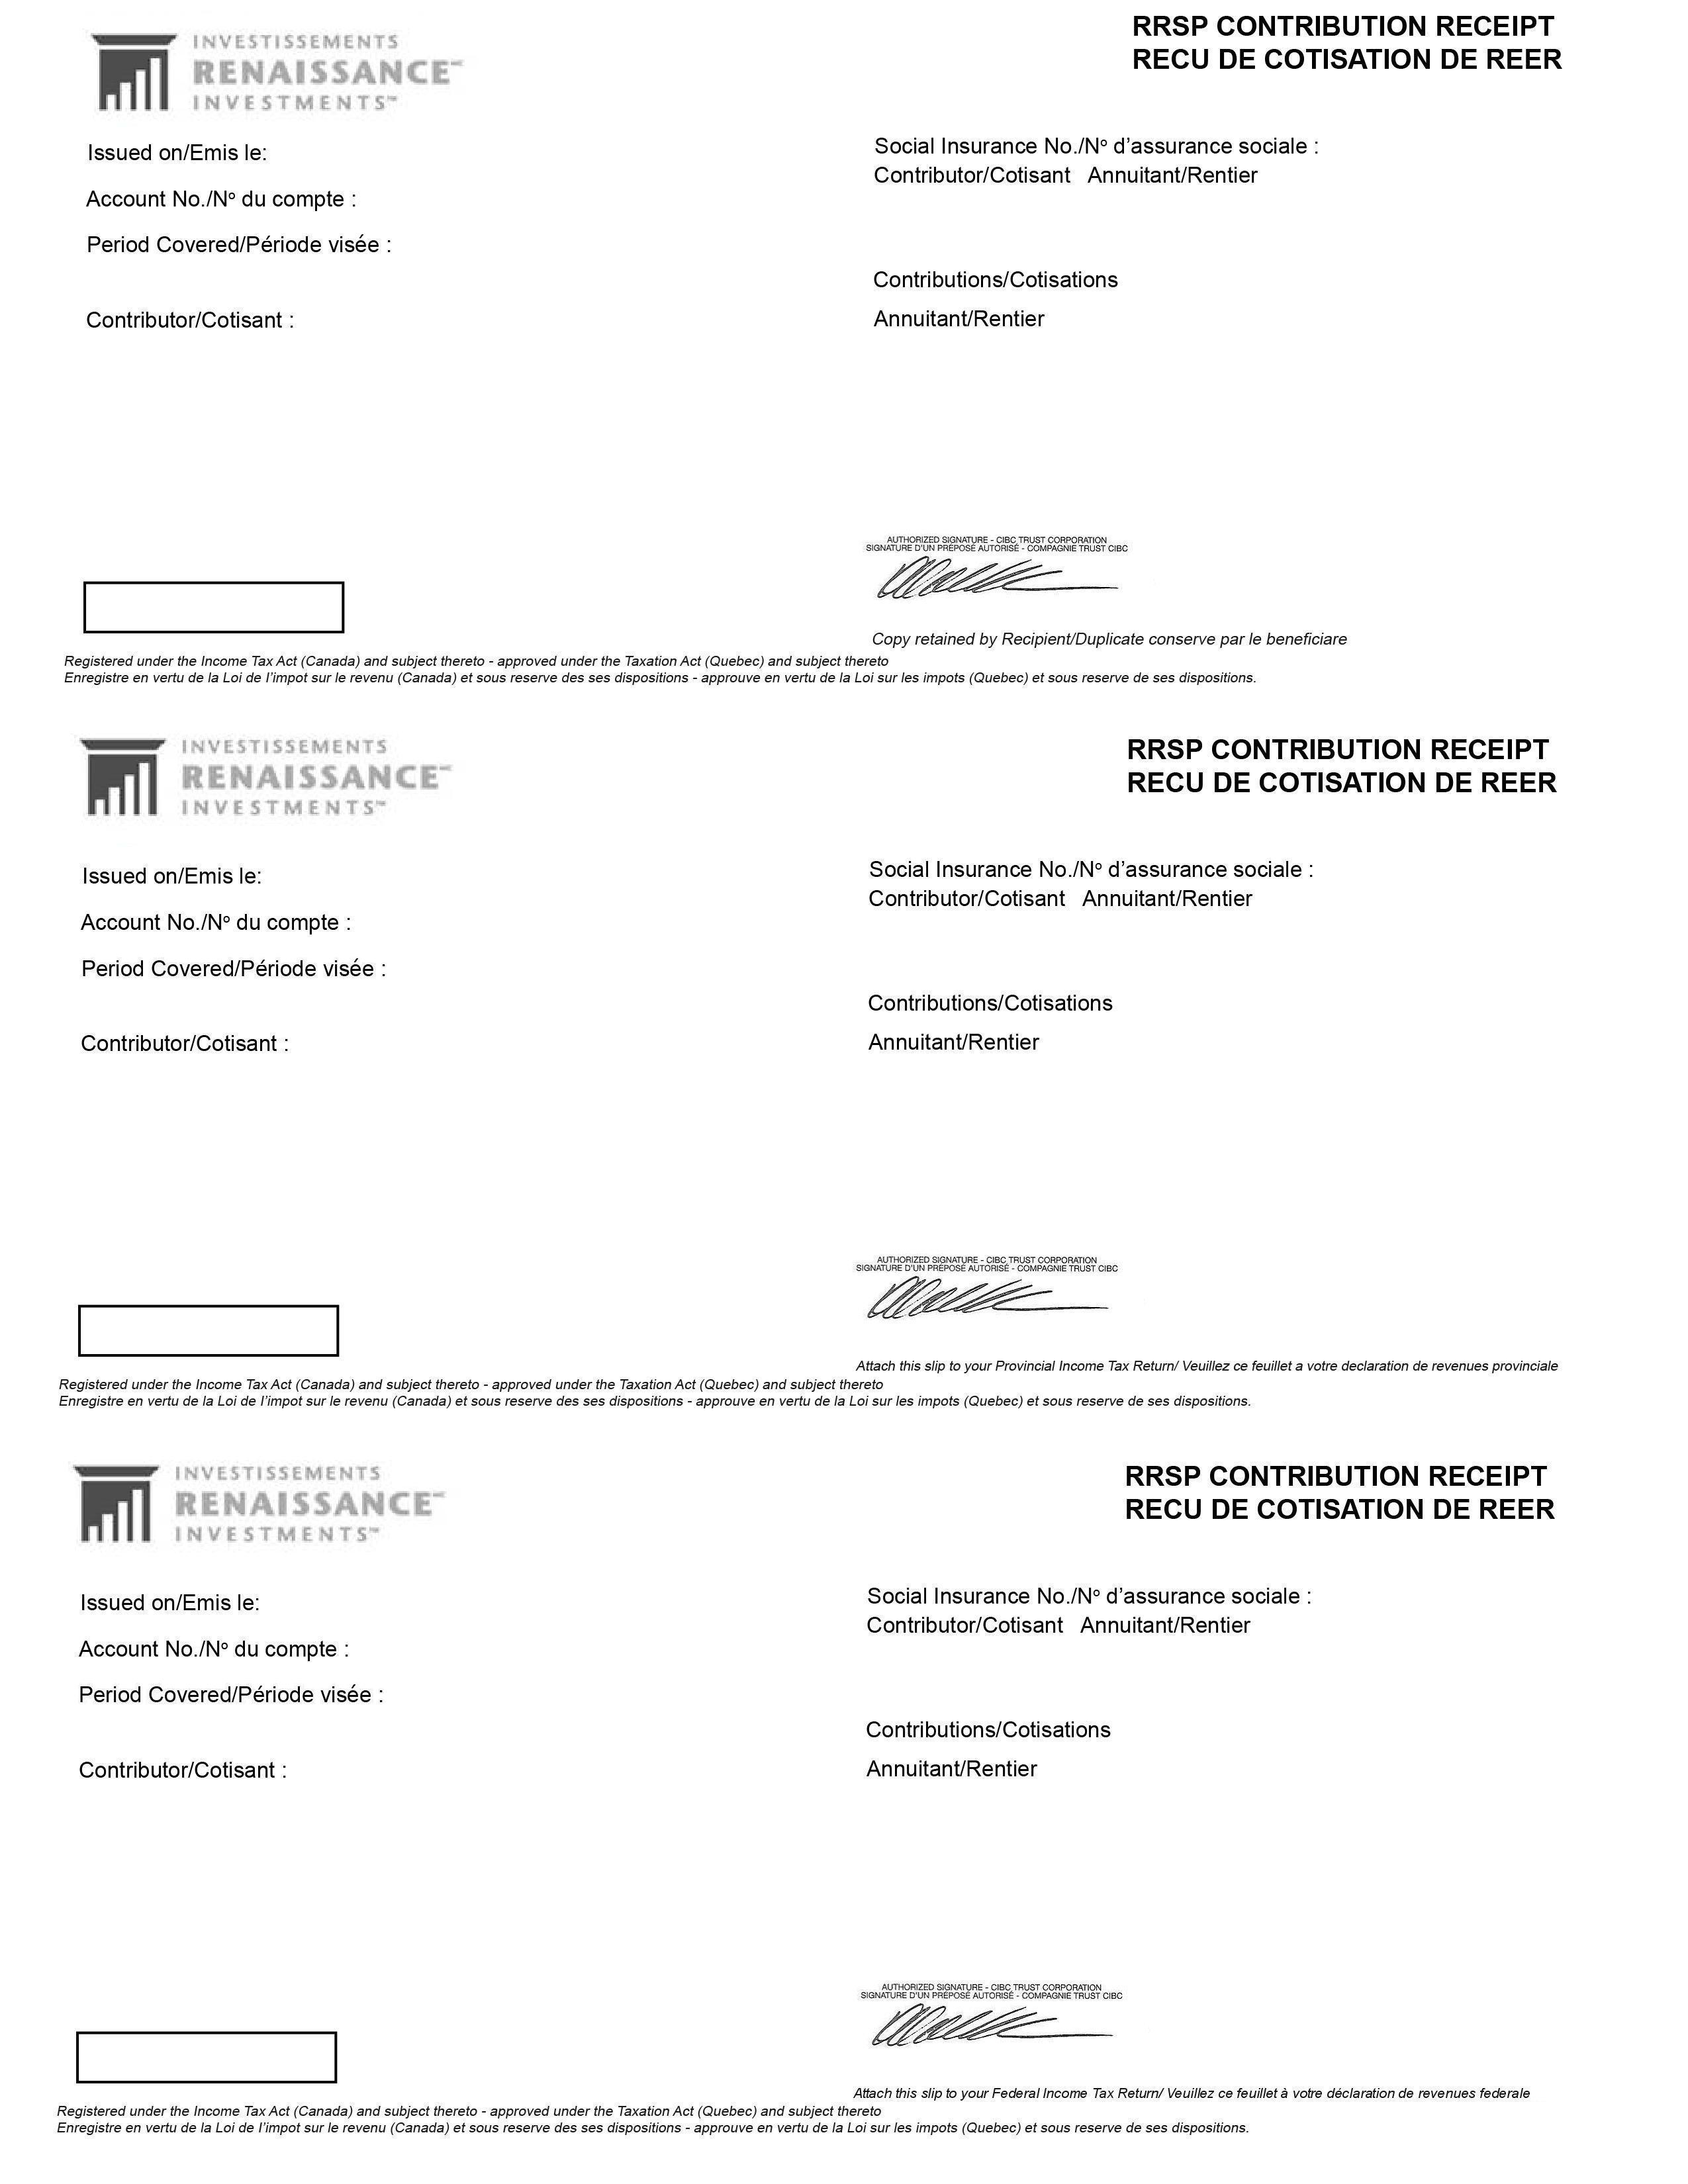 INVESTISSEMENTS
RENAISSANCE
INVESTMENTS™
RRSP CONTRIBUTION RECEIPT
RECU DE COTISATION DE REER
Issued on/Emis le:
Account No./Nº du compte :
Period Covered/Période visée :
Contributor/Cotisant :
Social Insurance No./Nº d’assurance sociale :
Contributor/Cotisant Annuitant/Rentier
Contributions/Cotisations
Annuitant/Rentier
AUTHORIZED SIGNATURE - CIBC TRUST CORPORATION
SIGNATURE D'UN PRÉPOSÉ AUTORISÉ - COMPAGNIE TRUST CIBC
Copy retained by Recipient/Duplicate conserve par le beneficiare
Registered under the Income Tax Act (Canada) and subject thereto - approved under the Taxation Act (Quebec) and subject thereto
Enregistre en vertu de la Loi de l’impot sur le revenu (Canada) et sous reserve des ses dispositions - approuve en vertu de la Loi sur les impots (Quebec) et sous reserve de ses dispositions.
INVESTISSEMENTS
RENAISSANCE
INVESTMENTS™
RRSP CONTRIBUTION RECEIPT
RECU DE COTISATION DE REER
Issued on/Emis le:
Account No./Nº du compte :
Period Covered/Période visée :
Contributor/Cotisant :
Social Insurance No./Nº d’assurance sociale :
Contributor/Cotisant Annuitant/Rentier
Contributions/Cotisations
Annuitant/Rentier
AUTHORIZED SIGNATURE - CIBC TRUST CORPORATION
SIGNATURE D'UN PRÉPOSÉ AUTORISÉ - COMPAGNIE TRUST CIBC
Attach this slip to your Provincial Income Tax Return/ Veuillez ce feuillet a votre declaration de revenues provinciale
Registered under the Income Tax Act (Canada) and subject thereto - approved under the Taxation Act (Quebec) and subject thereto
Enregistre en vertu de la Loi de l’impot sur le revenu (Canada) et sous reserve des ses dispositions - approuve en vertu de la Loi sur les impots (Quebec) et sous reserve de ses dispositions.
INVESTISSEMENTS
RENAISSANCE
INVESTMENTS™
RRSP CONTRIBUTION RECEIPT
RECU DE COTISATION DE REER
Issued on/Emis le:
Account No./Nº du compte :
Period Covered/Période visée :
Contributor/Cotisant :
Social Insurance No./Nº d’assurance sociale :
Contributor/Cotisant Annuitant/Rentier
Contributions/Cotisations
Annuitant/Rentier
AUTHORIZED SIGNATURE - CIBC TRUST CORPORATION
SIGNATURE D'UN PRÉPOSÉ AUTORISÉ - COMPAGNIE TRUST CIBC
Attach this slip to your Federal Income Tax Return/ Veuillez ce feuillet à votre déclaration de revenues federale
Registered under the Income Tax Act (Canada) and subject thereto - approved under the Taxation Act (Quebec) and subject thereto
Enregistre en vertu de la Loi de l’impot sur le revenu (Canada) et sous reserve des ses dispositions - approuve en vertu de la Loi sur les impots (Quebec) et sous reserve de ses dispositions.